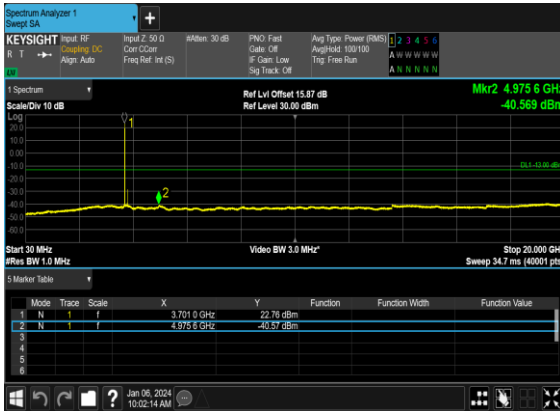 Spectrum Analyzer 1
Swept SA
+
KEYSIGHT Input: RF Input Z: 50 Ω #Atten: 30 dB PNO: Fast Avg Type: Power (RMS) 1 2 3 4 5 6
R T Coupling: DC Corr CCorr Gate: Off Avg|Hold: 100/100 A W W W W W
Align: Auto Freq Ref: Int (S) IF Gain: Low Trig: Free Run
Sig Track: Off A N N N N N
1 Spectrum Ref Lvl Offset 15.87 dB Mkr2 4.975 6 GHz
Scale/Div 10 dB Ref Level 30.00 dBm -40.569 dBm
Log
20.0
10.0
0.00
-10.0
DL1 -13.00 dBm
-20.0
-30.0
-40.0
-50.0
-60.0
1
2
Start 30 MHz Video BW 3.0 MHz* Stop 20.000 GHz
#Res BW 1.0 MHz Sweep 34.7 ms (40001 pts)
5 Marker Table
Mode Trace Scale X Y Function Function Width Function Value
1 N 1 f 3.701 0 GHz 22.76 dBm
2 N 1 f 4.975 6 GHz -40.57 dBm
3
4
5
6
? Jan 06, 2024
10:02:14 AM